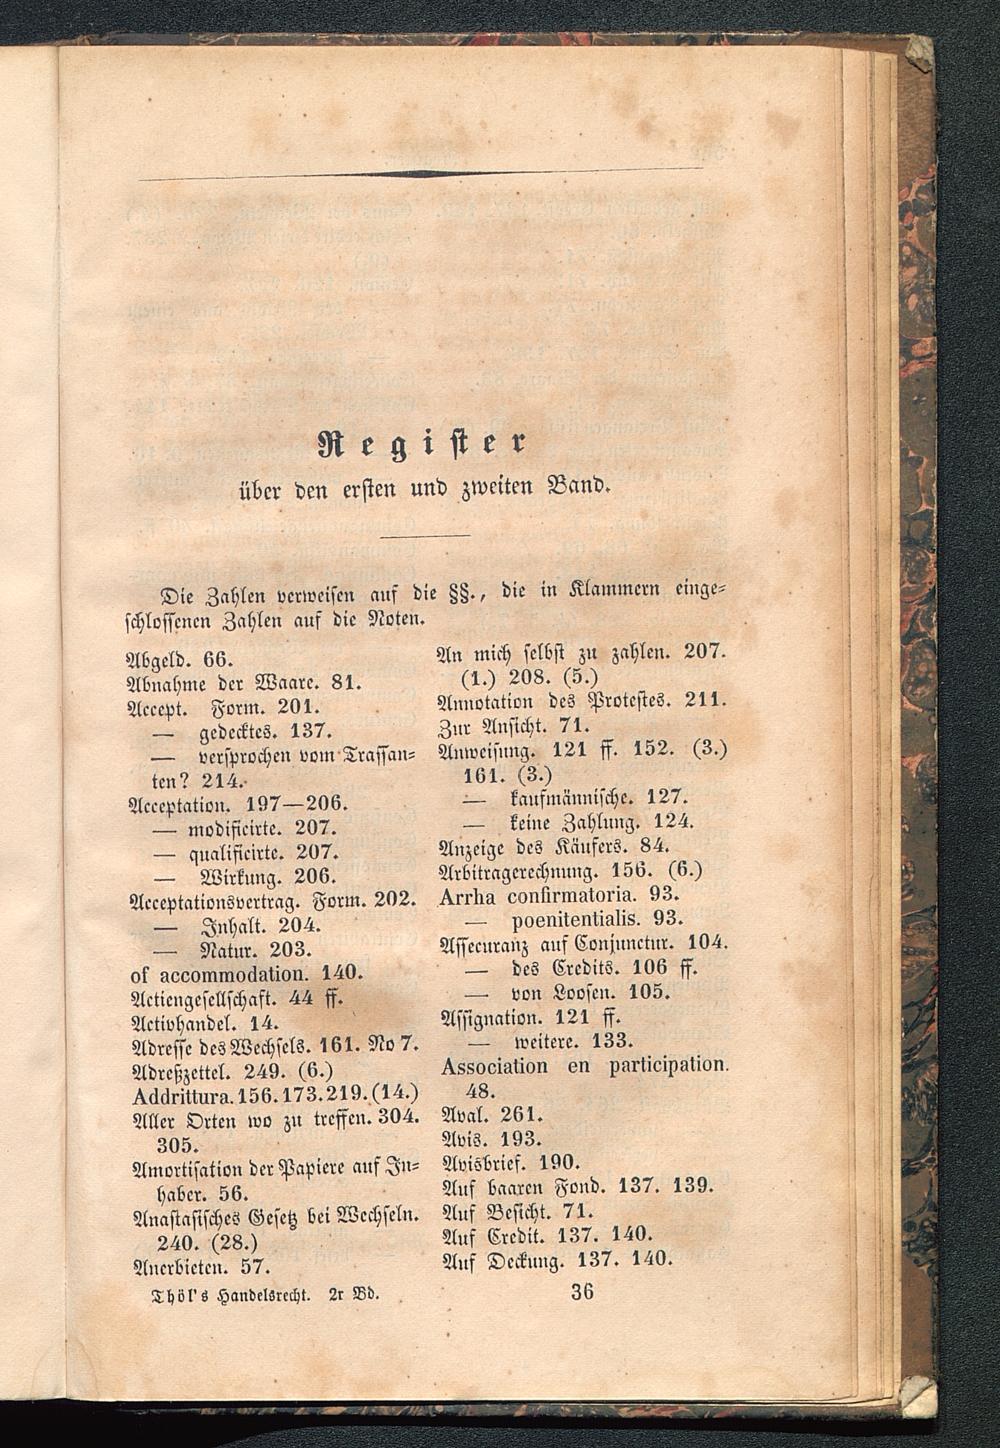 Register
über den ersten und zweiten Band.
Die Zahlen verweisen auf die §§., die in Klammern einge-
schlossenen Zahlen auf die Noten.
Abgeld. 66.
Abnahme der Waare. 81.
Accept. Form. 201.
— gedecktes. 137.
— versprochen vom Trassan-
ten? 214.
Acceptation. 197—206.
— modificirte. 207.
— qualificirte. 207.
— Wirkung. 206.
Acceptationsvertrag. Form. 202.
— Inhalt. 204.
— Natur. 203.
of accommodation. 140.
Actiengesellschaft. 44 ff.
Activhandel. 14.
Adresse des Wechsels. 161. No 7.
Adreßzettel. 249. (6.)
Addrittura. 156. 173. 219. (14.)
Aller Orten wo zu treffen. 304.
305.
Amortisation der Papiere auf In-
haber. 56.
Anastasisches Gesetz bei Wechseln.
240. (28.)
Anerbieten. 57.
An mich selbst zu zahlen. 207.
(1.) 208. (5.)
Annotation des Protestes. 211.
Zur Ansicht. 71.
Anweisung. 121 ff. 152. (3.)
161. (3.)
— kaufmännische. 127.
— keine Zahlung. 124.
Anzeige des Käufers. 84.
Arbitragerechnung. 156. (6.)
Arrha confirmatoria. 93.
— poenitentialis. 93.
Assecuranz auf Conjunctur. 104.
— des Credits. 106 ff.
— von Loosen. 105.
Assignation. 121 ff.
— weitere. 133.
Association en participation.
48.
Aval. 261.
Avis. 193.
Avisbrief. 190.
Auf baaren Fond. 137. 139.
Auf Besicht. 71.
Auf Credit. 137. 140.
Auf Deckung. 137. 140.
Thöl's Handelsrecht. 2r Bd.
36